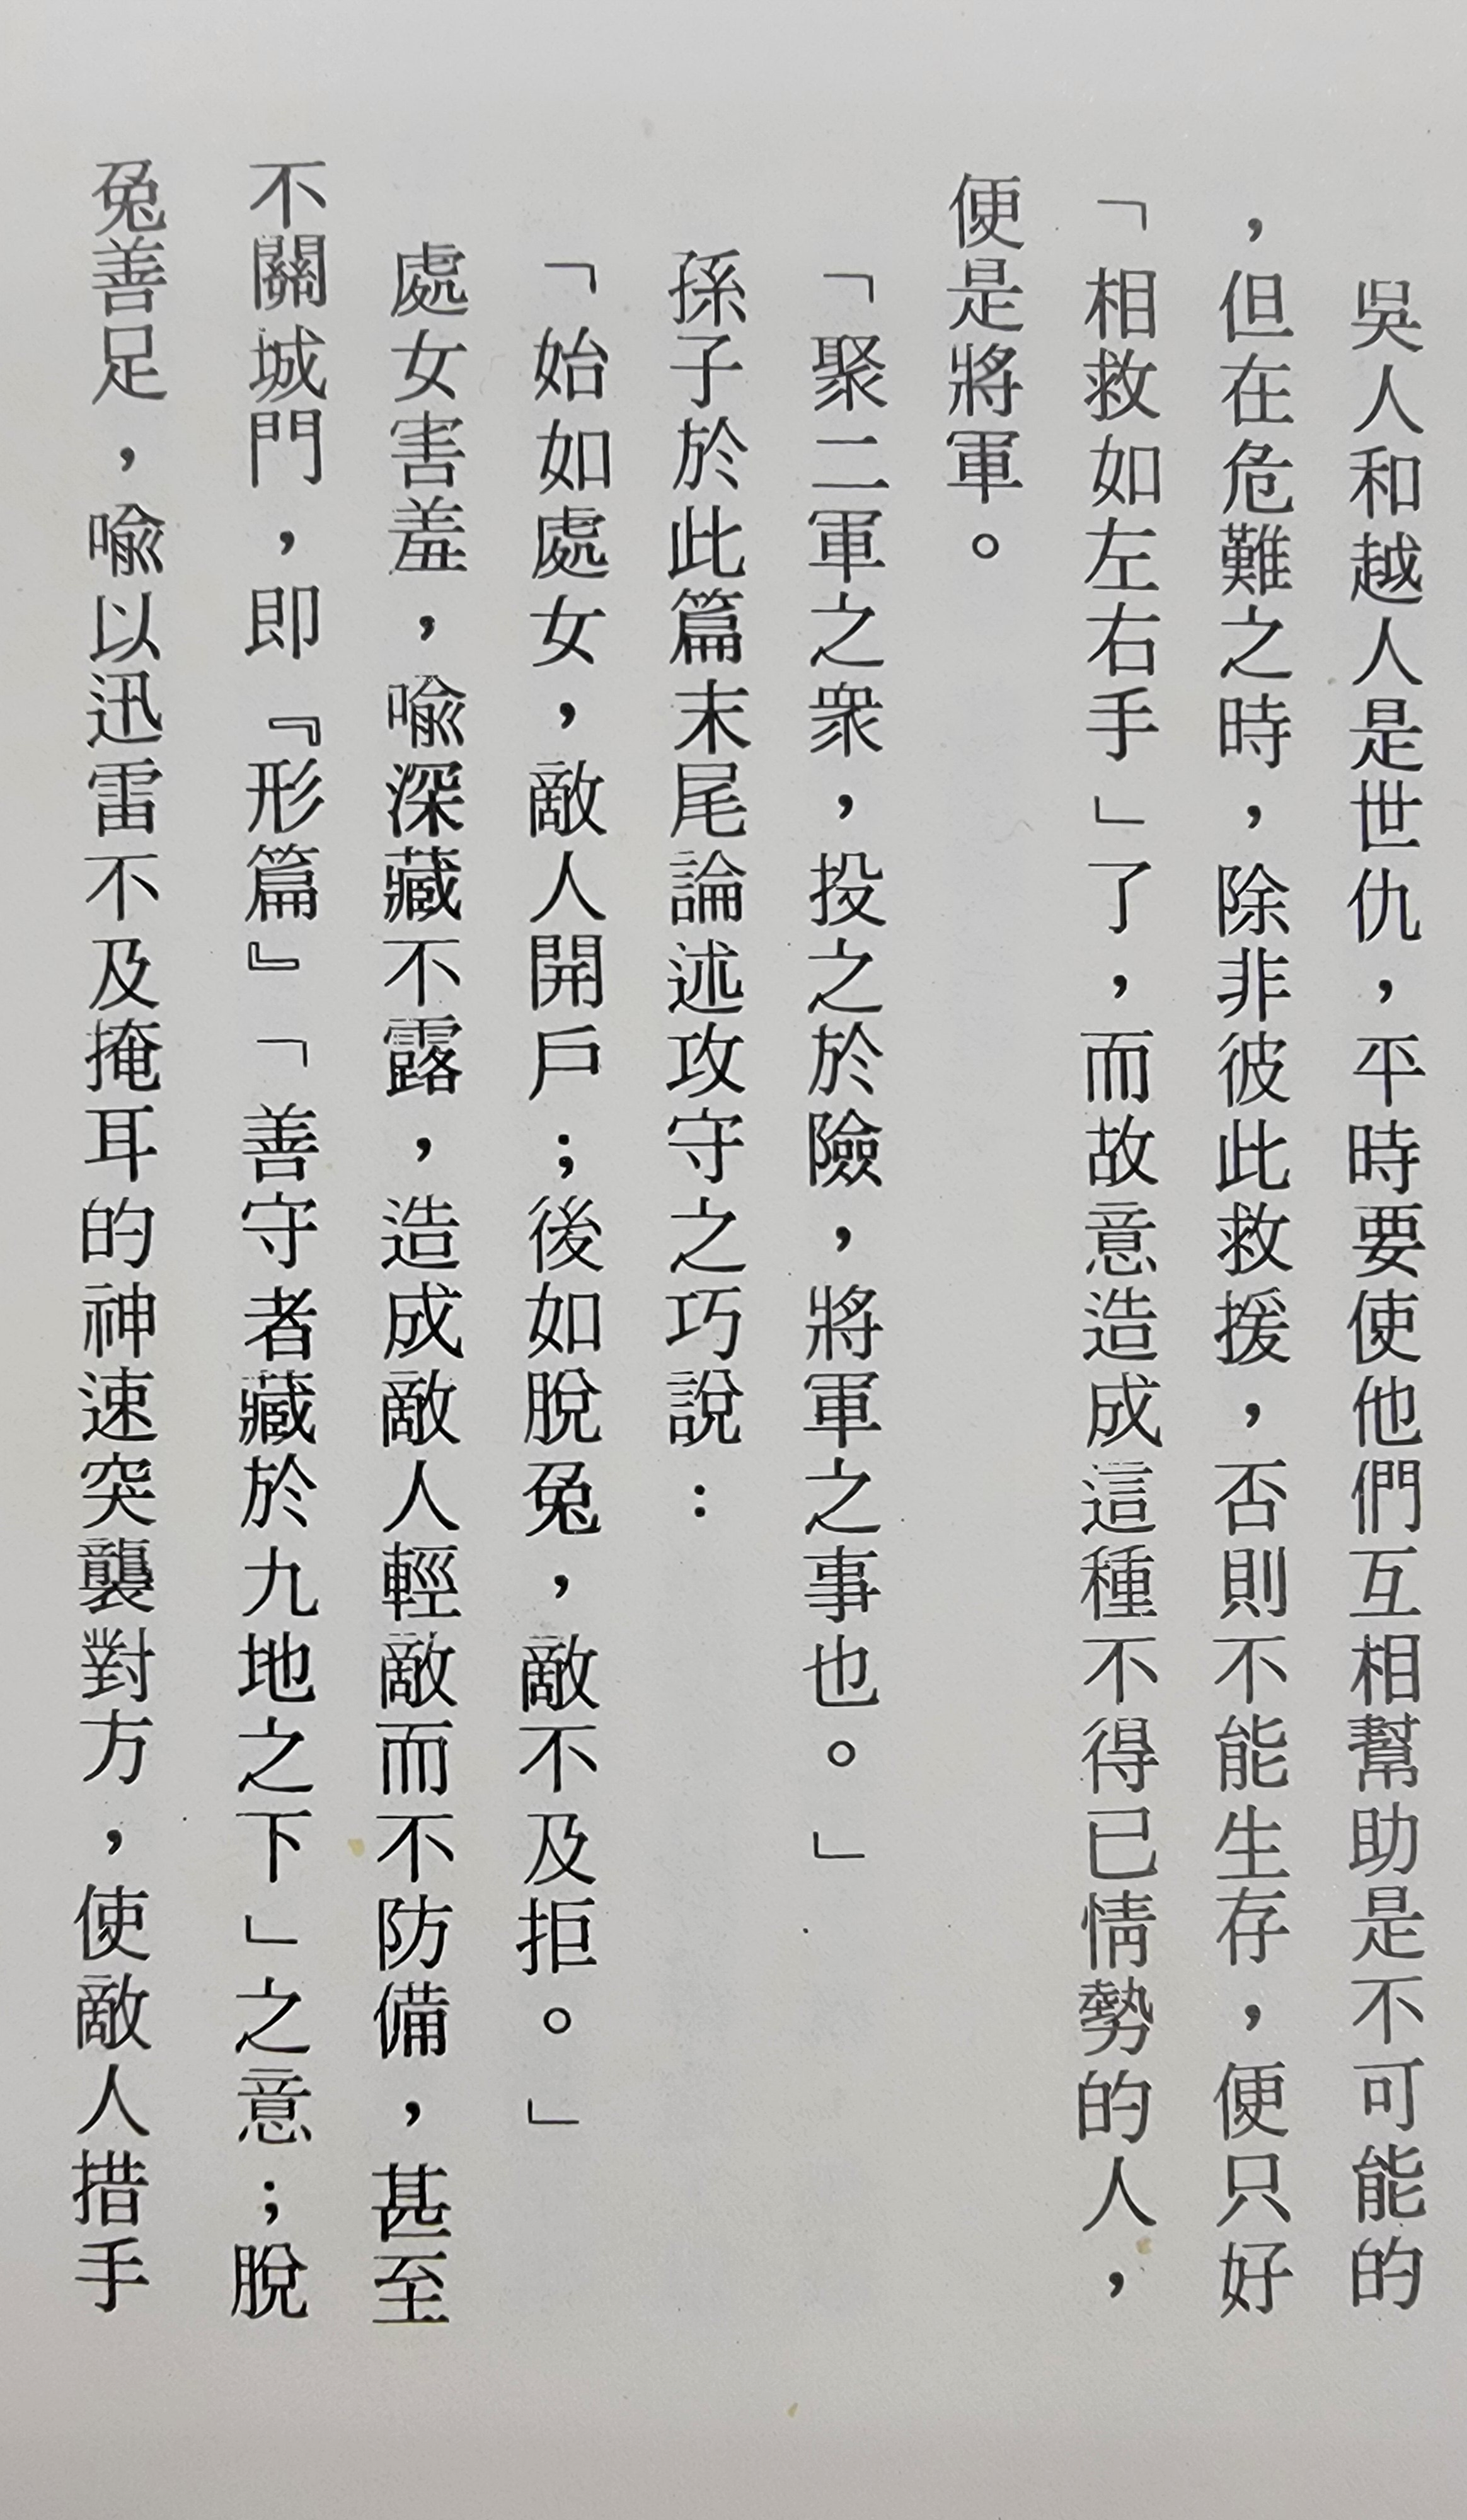 吳人和越人是世仇，平時要使他們互相幫助是不可能的
，但在危難之時，除非彼此救援，否則不能生存，便只好
「相救如左右手」了，而故意造成這種不得已情勢的人，
便是將軍。
「聚二軍之衆，投之於險，將軍之事也。」
孫子於此篇末尾論述攻守之巧說：
「始如處女，敵人開戶；後如脫兔，敵不及拒。」
處女害羞，喻深藏不露，造成敵人輕敵而不防備，甚至
不關城門，即『形篇』「善守者藏於九地之下」之意；脫
兔善足，喻以迅雷不及掩耳的神速突襲對方，使敵人措手